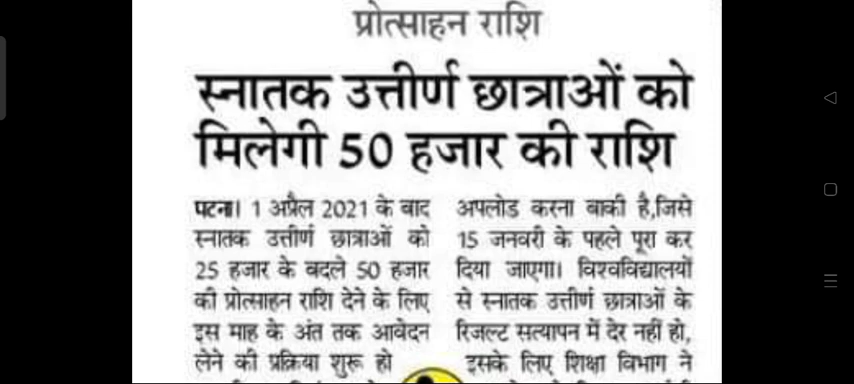 प्रोत्साहन राशि
स्नातक उत्तीर्ण छात्राओं को
मिलेगी 50 हजार की राशि
पटना। 1 अप्रैल 2021 के बाद
स्नातक उत्तीर्ण छात्राओं को
25 हजार के बदले 50 हजार
की प्रोत्साहन राशि देने के लिए
इस माह के अंत तक आवेदन
लेने की प्रक्रिया शुरू हो
अपलोड करना बाकी है,जिसे
15 जनवरी के पहले पूरा कर
दिया जाएगा। विश्वविद्यालयों
से स्नातक उत्तीर्ण छात्राओं के
रिजल्ट सत्यापन में देर नहीं हो,
इसके लिए शिक्षा विभाग ने